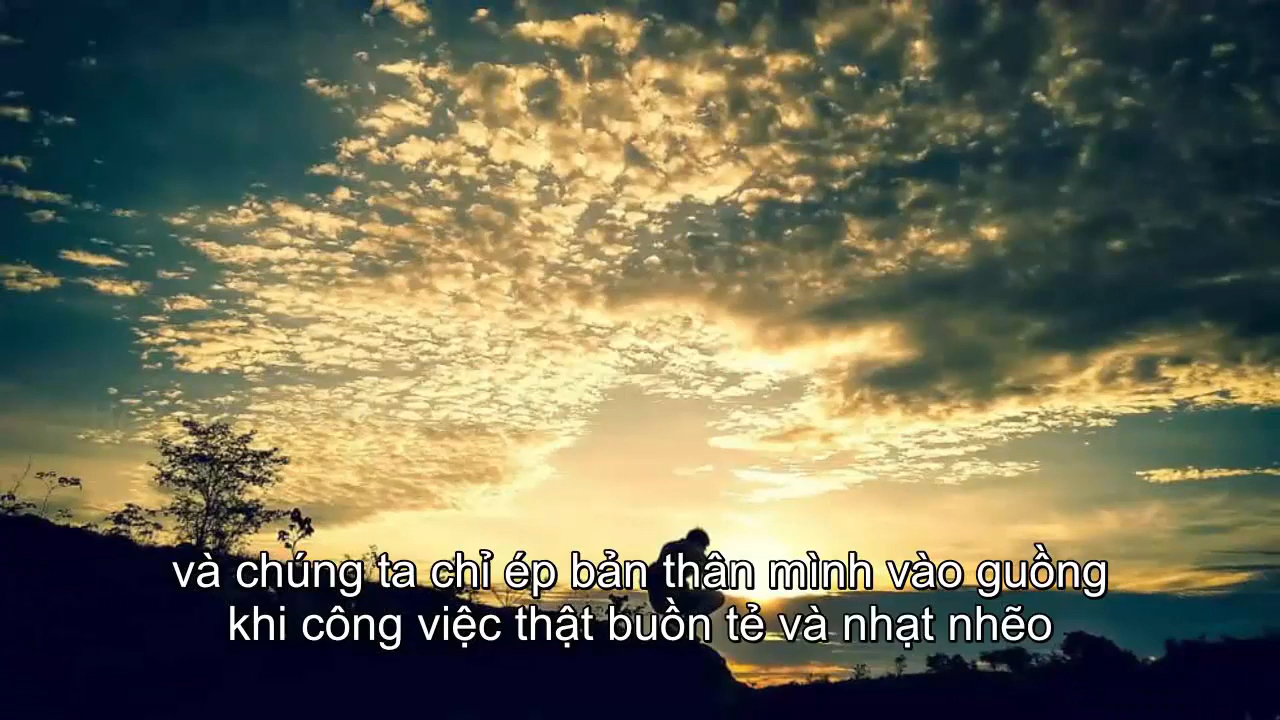 và chúng ta chỉ ép bản thân mình vào guồng
khi công việc thật buồn tẻ và nhạt nhẽo